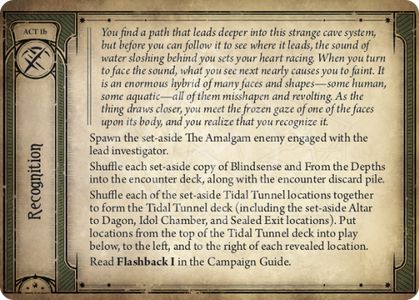 ACT 1b
Recognition
You find a path that leads deeper into this strange cave system,
but before you can follow it to see where it leads, the sound of
water sloshing behind you sets your heart racing. When you turn
to face the sound, what you see next nearly causes you to faint. It
is an enormous hybrid of many faces and shapes—some human,
some aquatic—all of them misshapen and revolting. As the
thing draws closer, you meet the frozen gaze of one of the faces
upon its body, and you realize that you recognize it.
Spawn the set-aside The Amalgam enemy engaged with the
lead investigator.
Shuffle each set-aside copy of Blindsense and From the Depths
into the encounter deck, along with the encounter discard pile.
Shuffle each of the set-aside Tidal Tunnel locations together
to form the Tidal Tunnel deck (including the set-aside Altar
to Dagon, Idol Chamber, and Sealed Exit locations). Put
locations from the top of the Tidal Tunnel deck into play
below, to the left, and to the right of each revealed location.
Read Flashback I in the Campaign Guide.